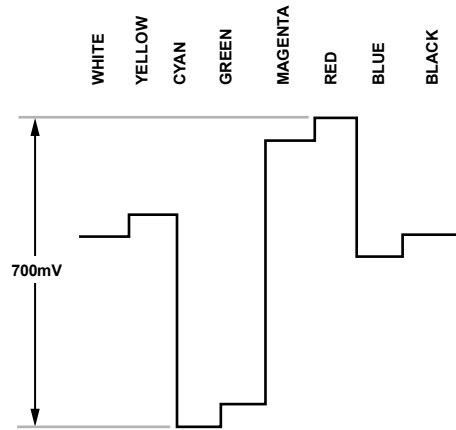 WHITE
YELLOW
CYAN
GREEN
MAGENTA
RED
BLUE
BLACK
700mV